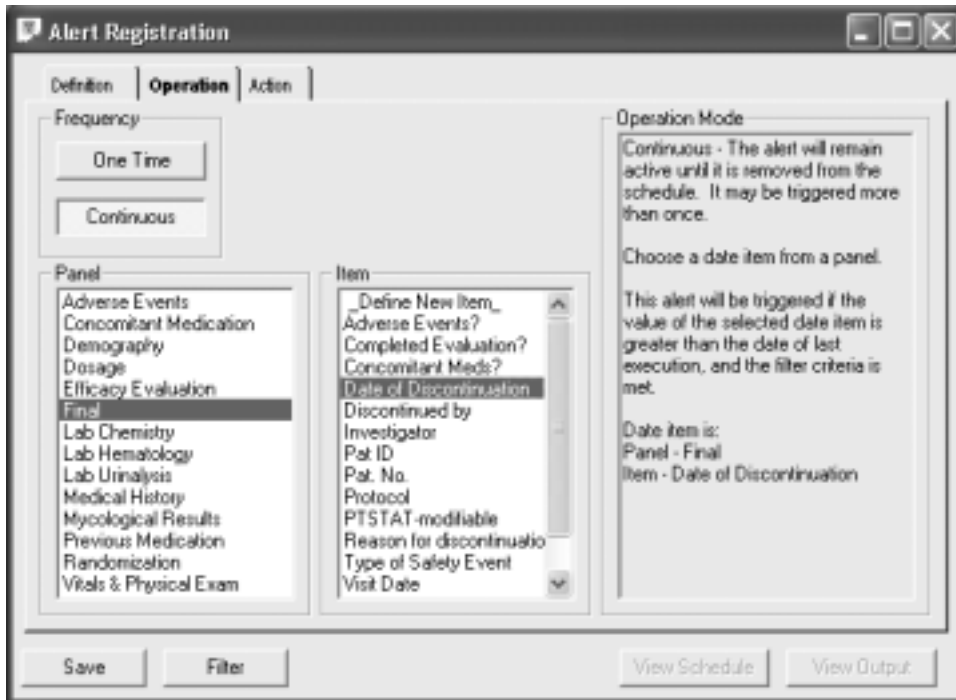 Alert Registration
Definition
Operation
Action
Frequency
One Time
Continuous
Panel
Adverse Events
Concomitant Medication
Demography
Dosage
Efficacy Evaluation
Final
Lab Chemistry
Lab Hematology
Lab Urinalysis
Medical History
Mycological Results
Previous Medication
Randomization
Vitals & Physical Exam
Item
_Define New Item_
Adverse Events?
Completed Evaluation?
Concomitant Meds?
Date of Discontinuation
Discontinued by
Investigator
Pat ID
Pat. No.
Protocol
PTSTAT-modifiable
Reason for discontinuatio
Type of Safety Event
Visit Date
Operation Mode
Continuous - The alert will remain
active until it is removed from the
schedule. It may be triggered more
than once.
Choose a date item from a panel.
This alert will be triggered if the
value of the selected date item is
greater than the date of last
execution, and the filter criteria is
met.
Date item is:
Panel - Final
Item - Date of Discontinuation
Save
Filter
View Schedule
View Output